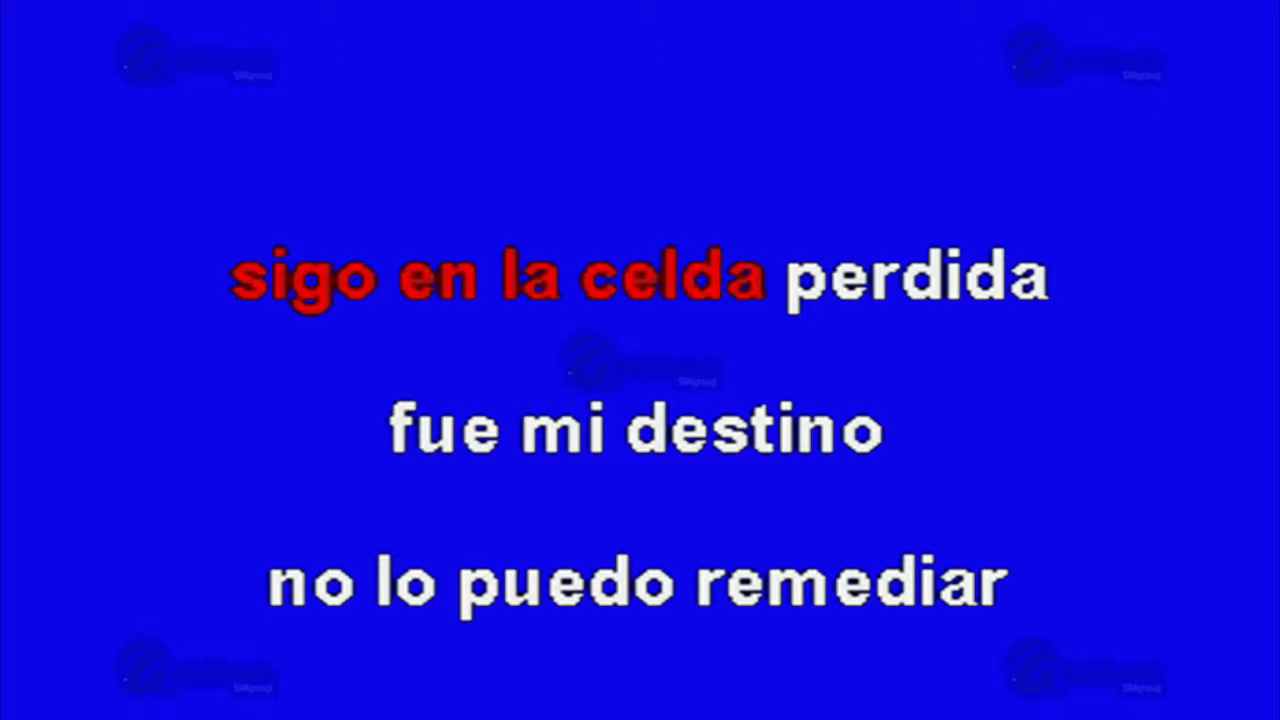 sigo en la celda perdida
fue mi destino
no lo puedo remediar